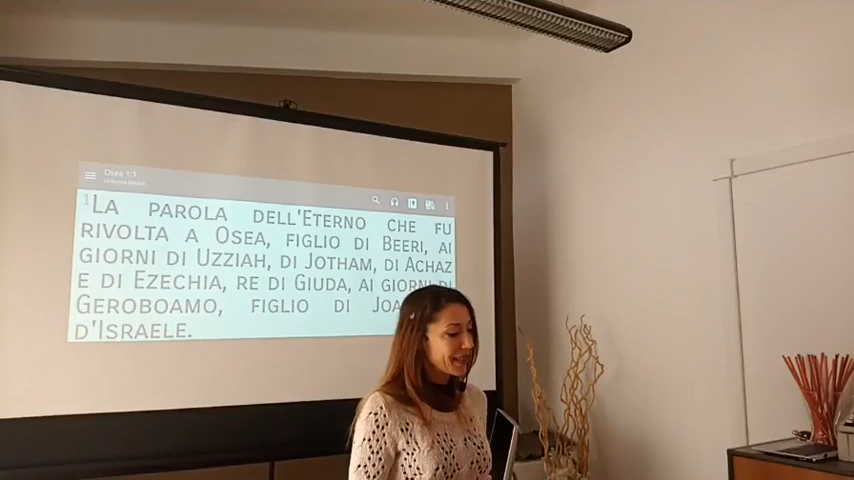 Osea 1:1
1LA PAROLA DELL'ETERNO CHE FU
RIVOLTA A OSEA, FIGLIO DI BEERI, AI
GIORNI DI UZZIAH, DI JOTHAM, DI ACHAZ
E DI EZECHIA, RE DI GIUDA, AI GIORNI DI
GEROBOAMO, FIGLIO DI
D'ISRAELE.